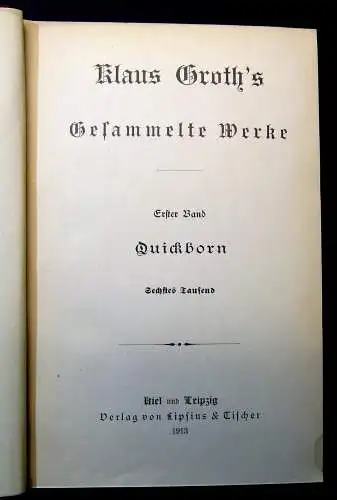 Klaus Groth's
Gesammelte Werke
Erster Band
Quickborn
Sechstes Tausend
Kiel und Leipzig
Verlag von Lipsius & Tischer
1913